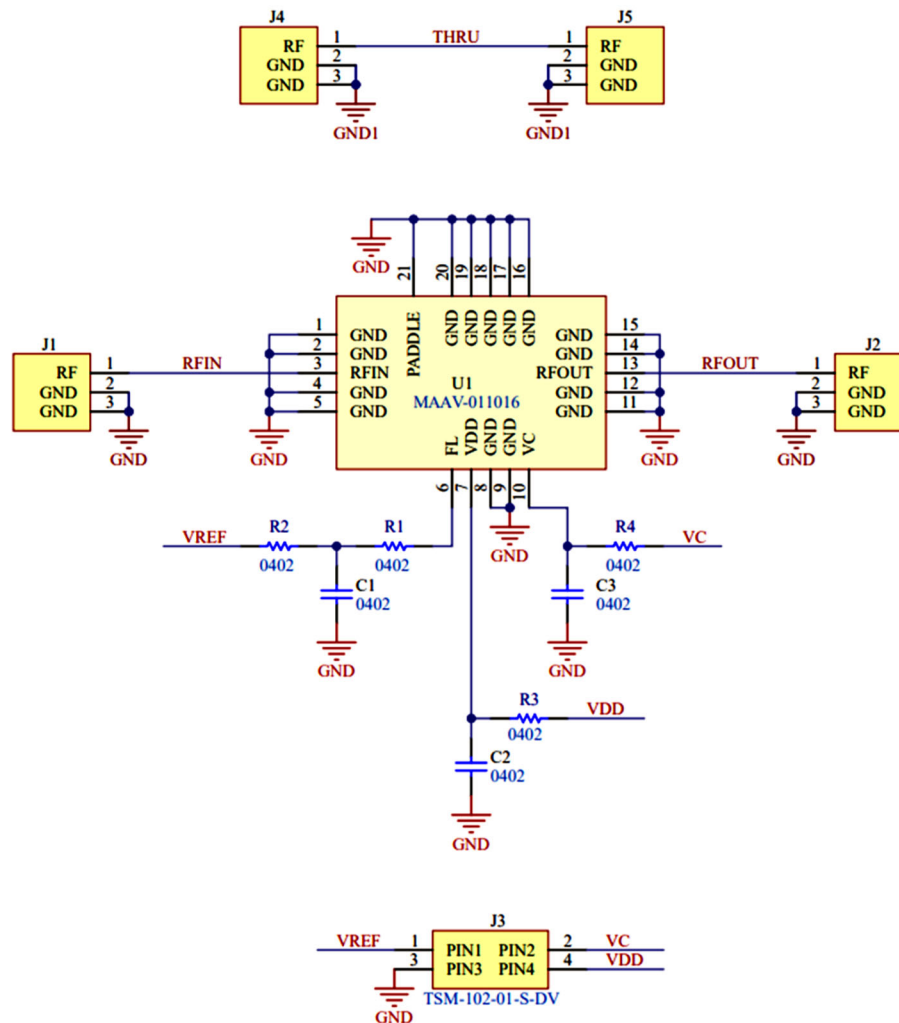 J4 J5
RF 1 THRU 1 RF
GND 2 2 GND
GND 3 3 GND
GND1 GND1
GND
21 20 19 18 17 16
PADDLE GND GND GND GND GND
1 GND GND 15
2 GND GND 14
J1 J2
RF 1 RFIN 3 RFIN RFOUT 13 RFOUT 1 RF
GND 2 4 GND U1 GND 12 2 GND
GND 3 5 GND MAAV-011016 GND 11 3 GND
GND GND GND GND
FL VDD GND GND VC
6 7 8 9 10
VREF R2 R1 GND R4 VC
0402 0402 0402
C1 C3
0402 0402
GND GND
R3 VDD
0402
C2
0402
GND
J3
VREF 1 PIN1 PIN2 2 VC
3 PIN3 PIN4 4 VDD
TSM-102-01-S-DV
GND